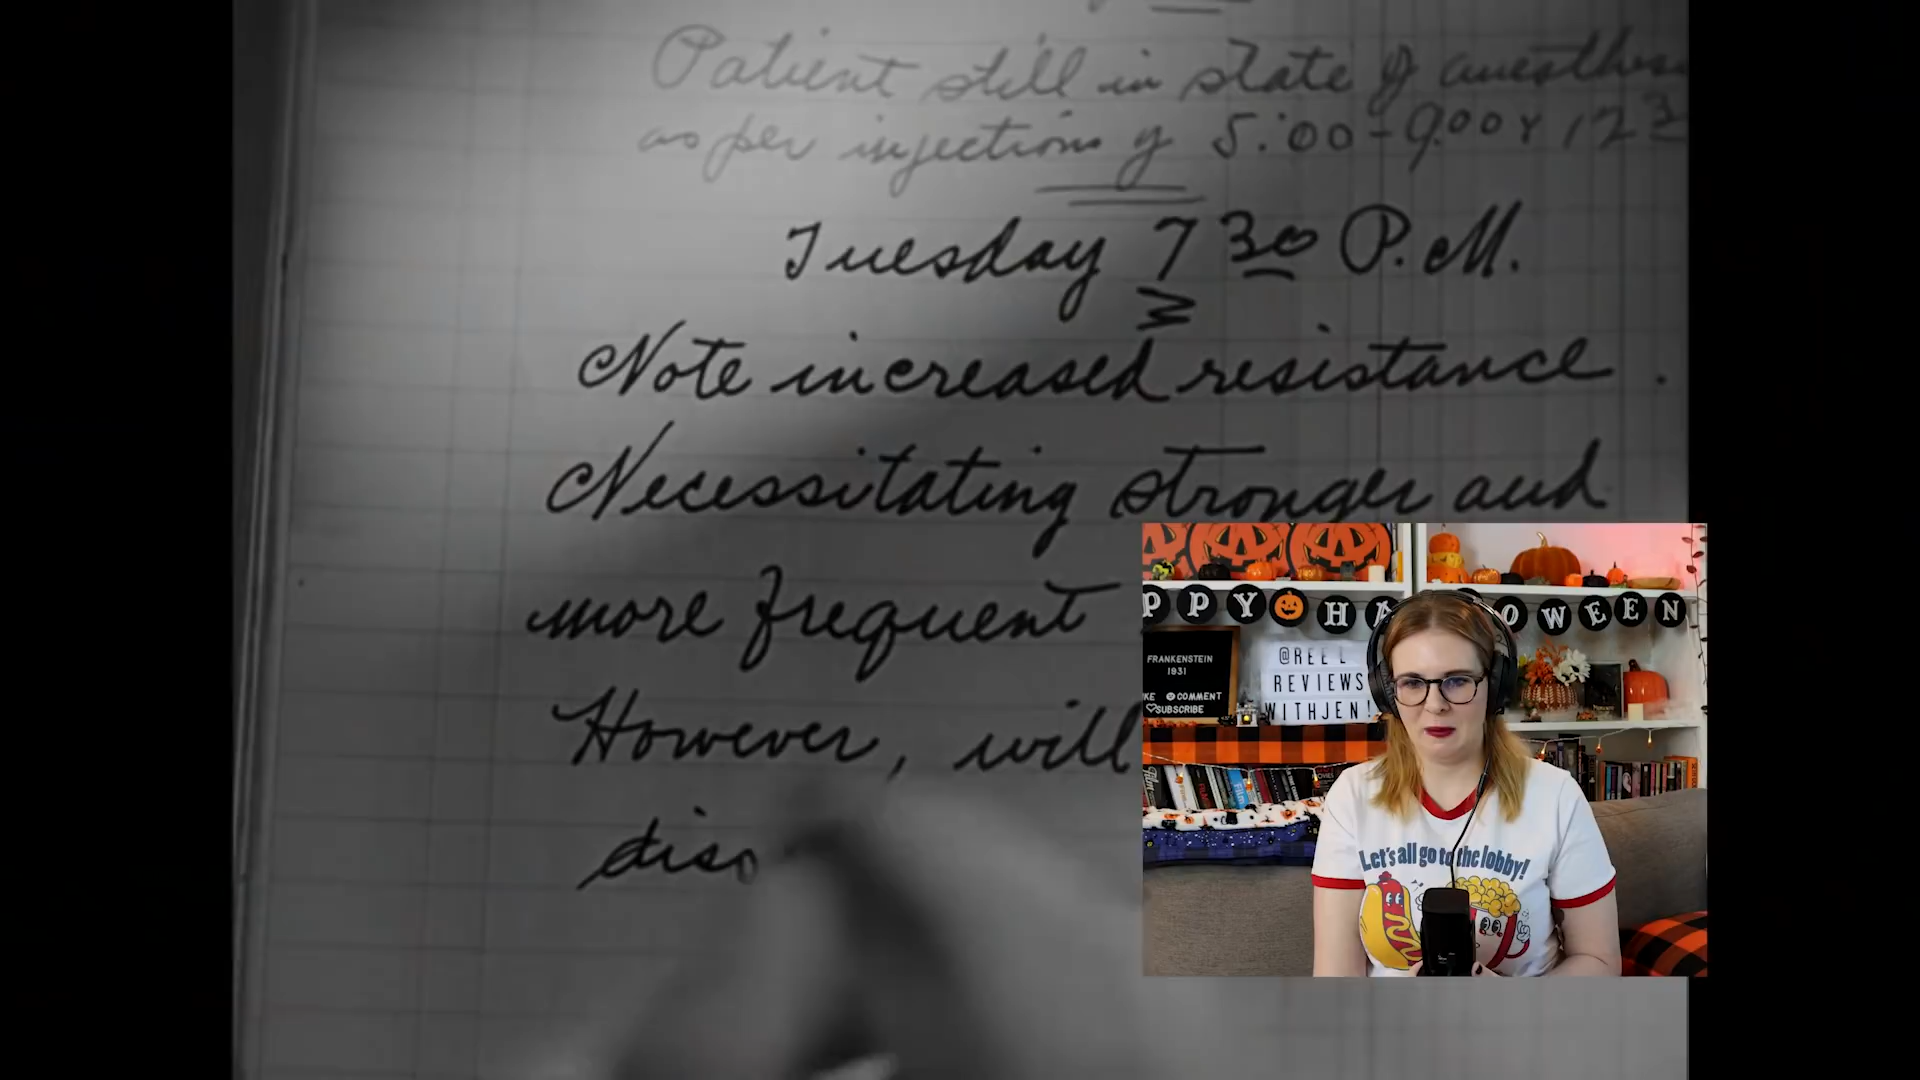 Patient still in state of
as per injections of 5:00 - 9:00 &
Tuesday 7 30 P.M.
Note increased resistance.
Necessitating stronger and
more frequent
However, will
disc
PPY HA OWEEN
FRANKENSTEIN
1931
KE COMMENT
SUBSCRIBE
@REEL
REVIEWS
WITHJEN!
Let's all go to the lobby!